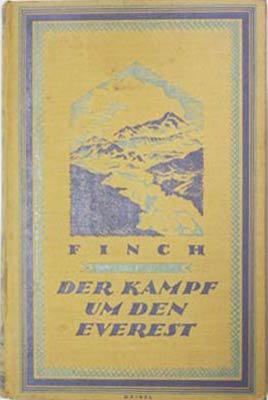 FINCH
DER KAMPF
UM DEN
EVEREST